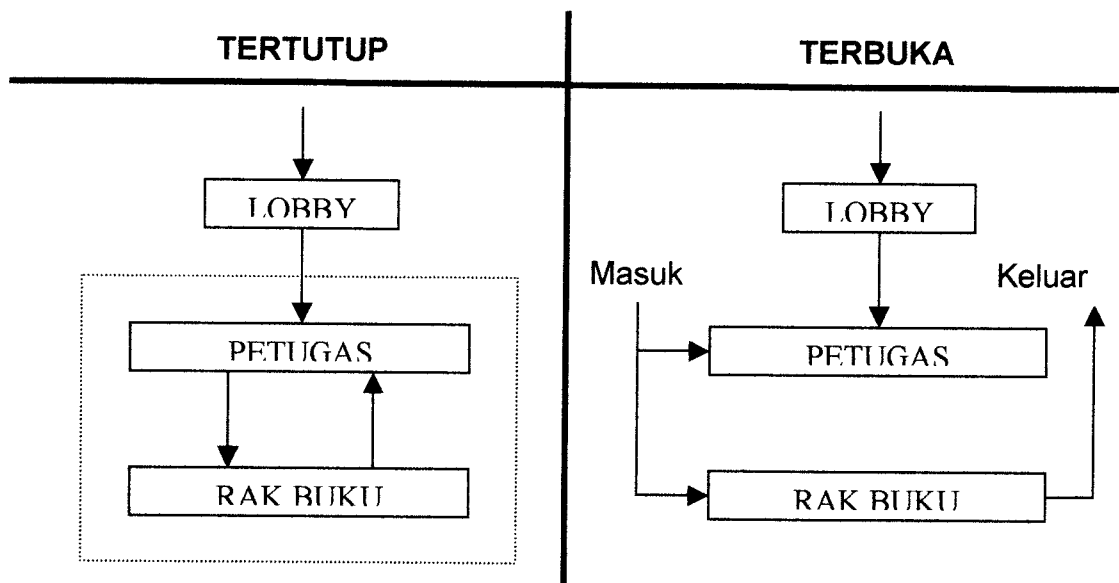 TERTUTUP
LOBBY
PETUGAS
RAK BUKU
TERBUKA
LOBBY
Masuk
Keluar
PETUGAS
RAK BUKU